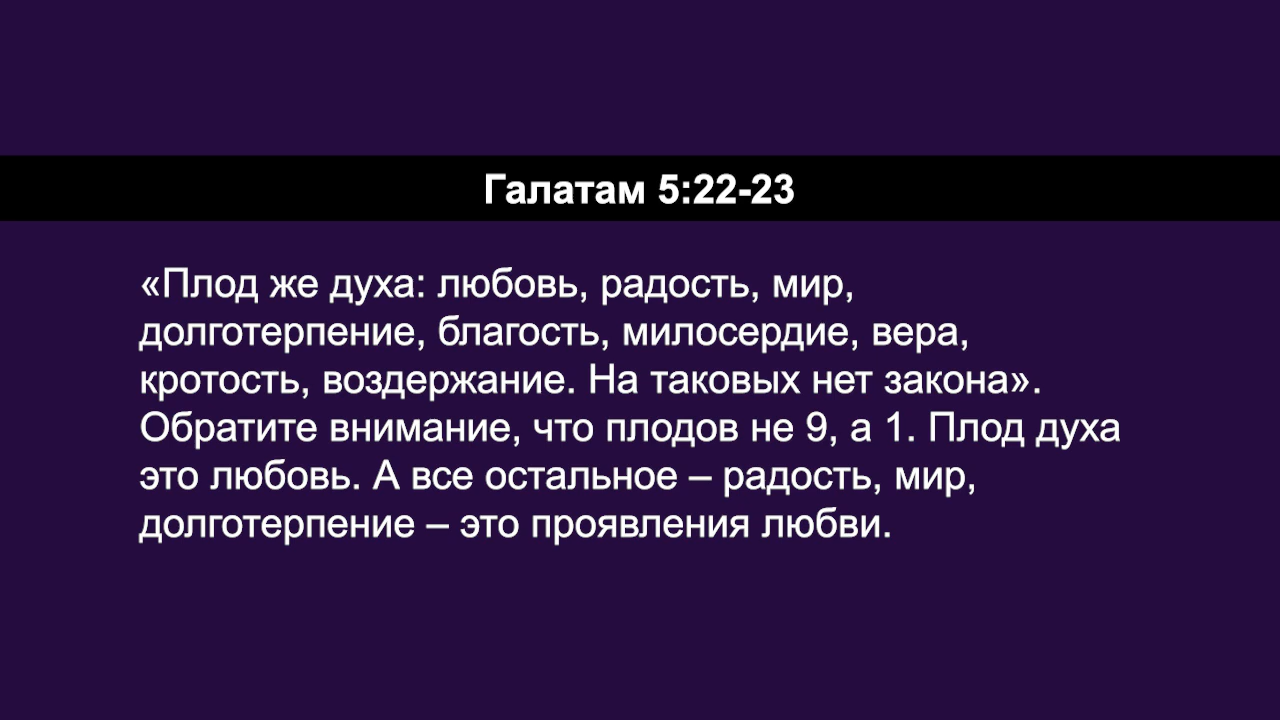 Галатам 5:22-23
«Плод же духа: любовь, радость, мир,
долготерпение, благость, милосердие, вера,
кротость, воздержание. На таковых нет закона».
Обратите внимание, что плодов не 9, а 1. Плод духа
это любовь. А все остальное – радость, мир,
долготерпение – это проявления любви.